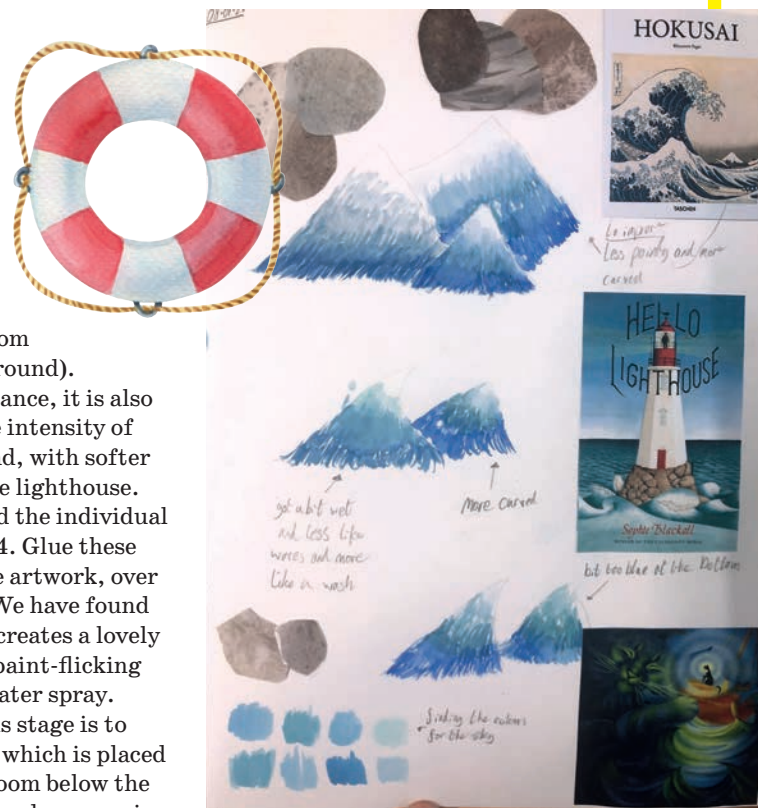 om
round).
ance, it is also
e intensity of
d, with softer
e lighthouse.
d the individual
4. Glue these
e artwork, over
We have found
creates a lovely
paint-flicking
ater spray.
s stage is to
which is placed
oom below the
HOKUSAI
TASCHEN
to improve
Less pointy and more
curved
HELLO
LIGHTHOUSE
Sophie Blackall
got a bit wet
and less like
waves and more
like a wash
More curved
bit too blue at the bottom
finding the colours
for the sky